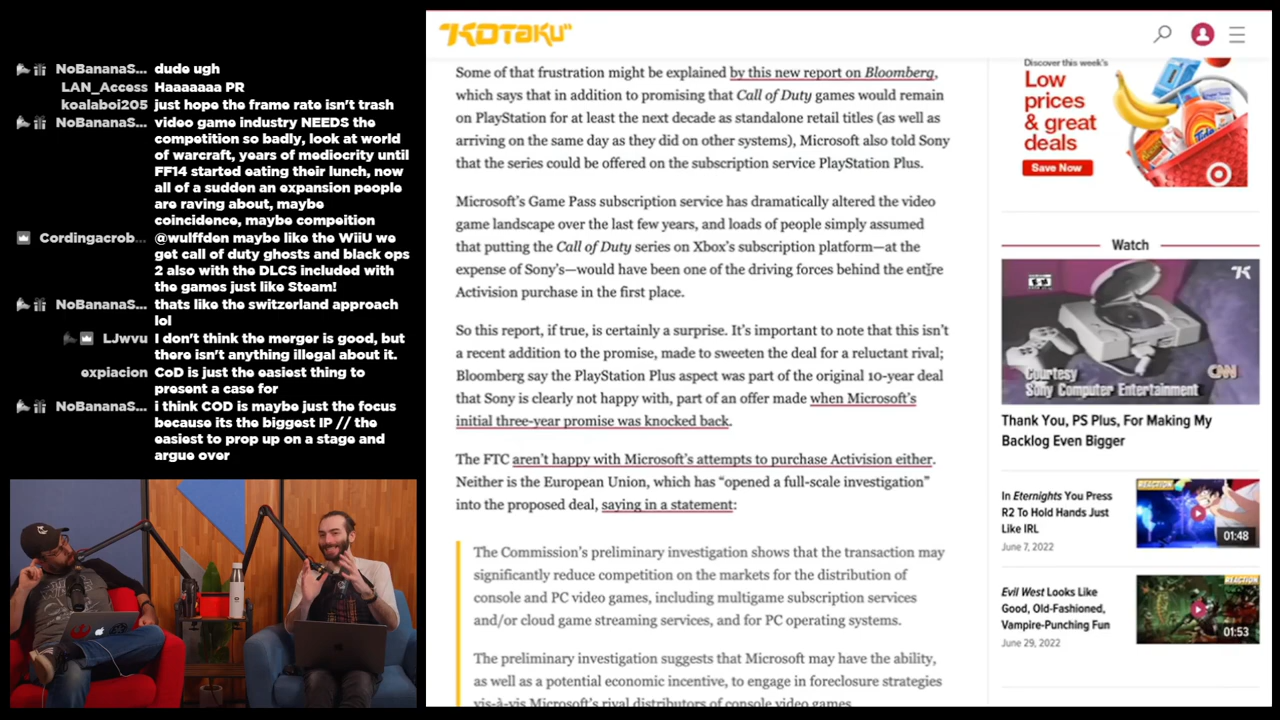 NoBananaS... dude ugh
LAN_Access Haaaaaaa PR
koalaboi205 just hope the frame rate isn't trash
NoBananaS... video game industry NEEDS the
competition so badly, look at world
of warcraft, years of mediocrity until
FF14 started eating their lunch, now
all of a sudden an expansion people
are raving about, maybe
coincidence, maybe compeition
Cordingacrob... @wulffden maybe like the WiiU we
get call of duty ghosts and black ops
2 also with the DLCS included with
the games just like Steam!
NoBananaS... thats like the switzerland approach
lol
LJwvu I don't think the merger is good, but
there isn't anything illegal about it.
expiacion CoD is just the easiest thing to
present a case for
NoBananaS... i think COD is maybe just the focus
because its the biggest IP // the
easiest to prop up on a stage and
argue over
KOTAKU
Some of that frustration might be explained by this new report on Bloomberg,
which says that in addition to promising that Call of Duty games would remain
on PlayStation for at least the next decade as standalone retail titles (as well as
arriving on the same day as they did on other systems), Microsoft also told Sony
that the series could be offered on the subscription service PlayStation Plus.
Microsoft's Game Pass subscription service has dramatically altered the video
game landscape over the last few years, and loads of people simply assumed
that putting the Call of Duty series on Xbox's subscription platform—at the
expense of Sony's—would have been one of the driving forces behind the entire
Activision purchase in the first place.
So this report, if true, is certainly a surprise. It's important to note that this isn't
a recent addition to the promise, made to sweeten the deal for a reluctant rival;
Bloomberg say the PlayStation Plus aspect was part of the original 10-year deal
that Sony is clearly not happy with, part of an offer made when Microsoft's
initial three-year promise was knocked back.
The FTC aren't happy with Microsoft's attempts to purchase Activision either.
Neither is the European Union, which has "opened a full-scale investigation"
into the proposed deal, saying in a statement:
The Commission's preliminary investigation shows that the transaction may
significantly reduce competition on the markets for the distribution of
console and PC video games, including multigame subscription services
and/or cloud game streaming services, and for PC operating systems.
The preliminary investigation suggests that Microsoft may have the ability,
as well as a potential economic incentive, to engage in foreclosure strategies
vis-à-vis Microsoft's rival distributors of console video games
Discover this week's
Low
prices
& great
deals
Save Now
Tide
Watch
Courtesy
Sony Computer Entertainment
CNN
Thank You, PS Plus, For Making My
Backlog Even Bigger
In Eternights You Press
R2 To Hold Hands Just
Like IRL
June 7, 2022
REACTION
01:48
Evil West Looks Like
Good, Old-Fashioned,
Vampire-Punching Fun
June 29, 2022
REACTION
01:53